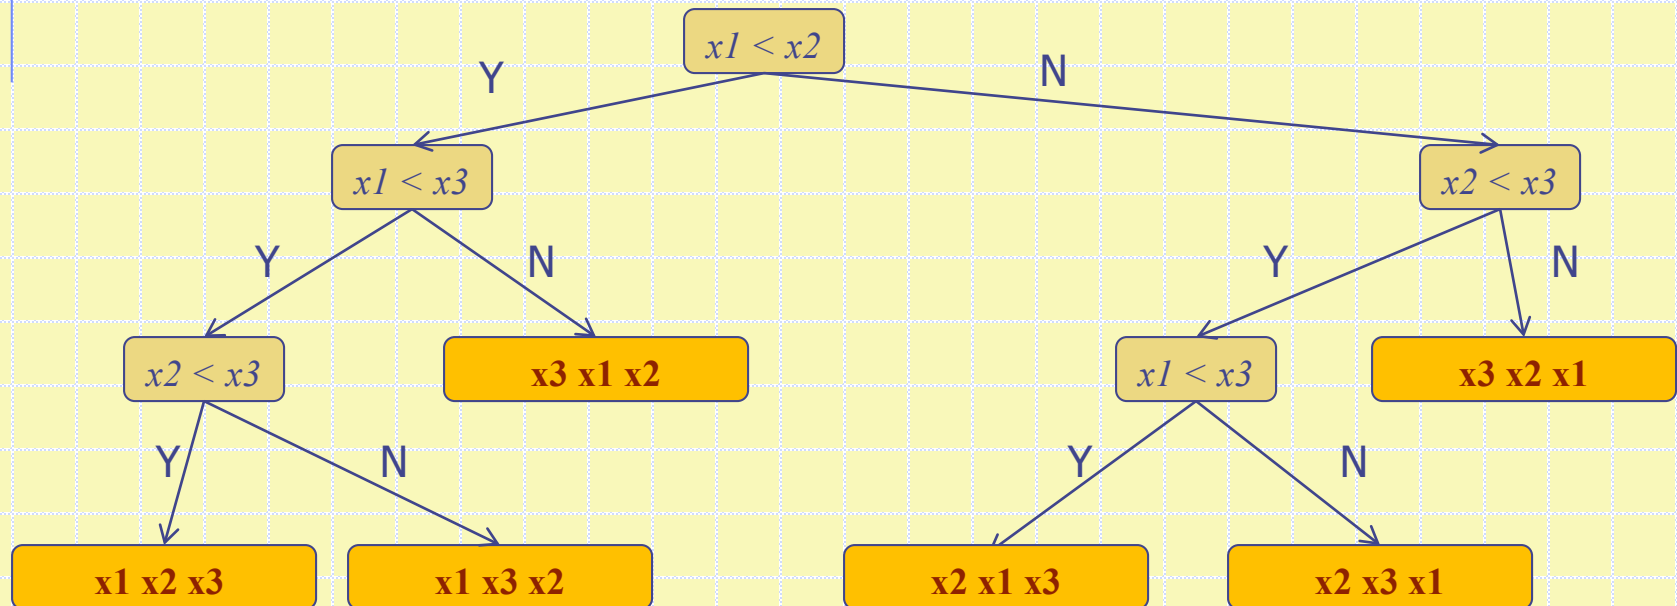 x1 < x2
Y
N
x1 < x3
x2 < x3
Y
N
Y
N
x2 < x3
x3 x1 x2
x1 < x3
x3 x2 x1
Y
N
Y
N
x1 x2 x3
x1 x3 x2
x2 x1 x3
x2 x3 x1